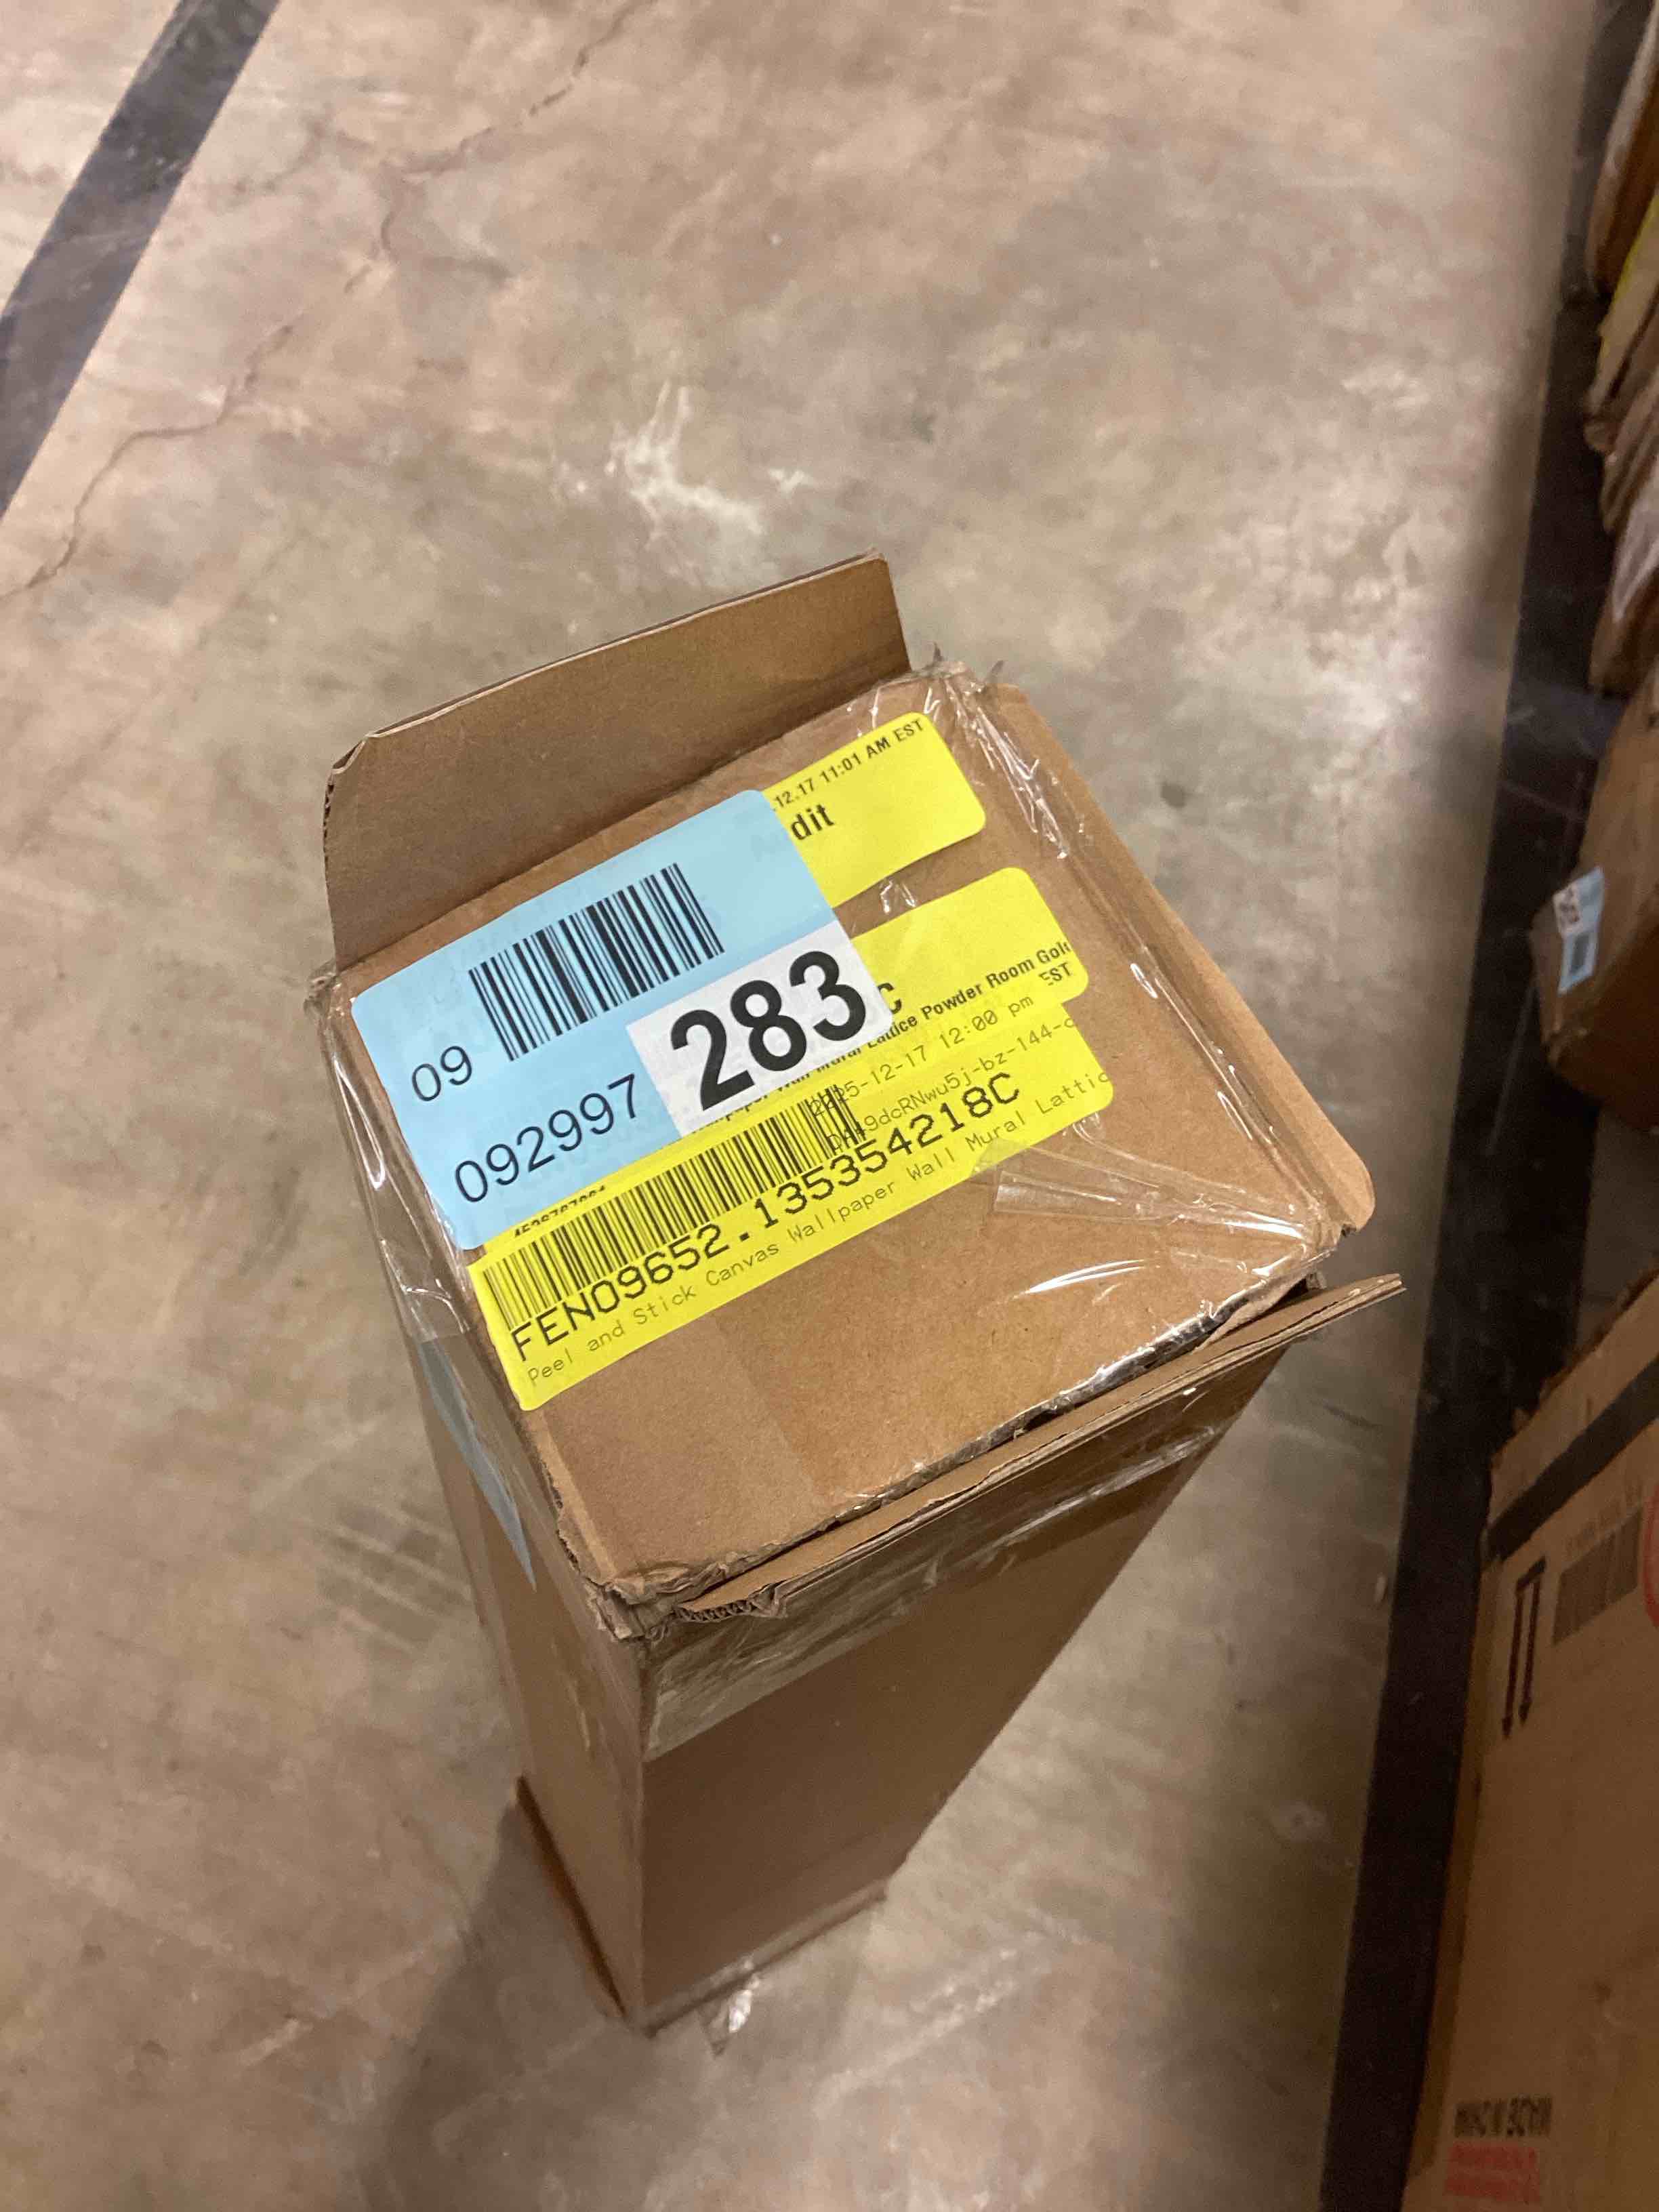 .12.17 11:01 AM EST
dit
09
092997
283
C
Wall Mural Lattice Powder Room Gold
EST
2025-12-17 12:00 pm
FEN09652.135354218C
Peel and Stick Canvas Wallpaper Wall Mural Lattic